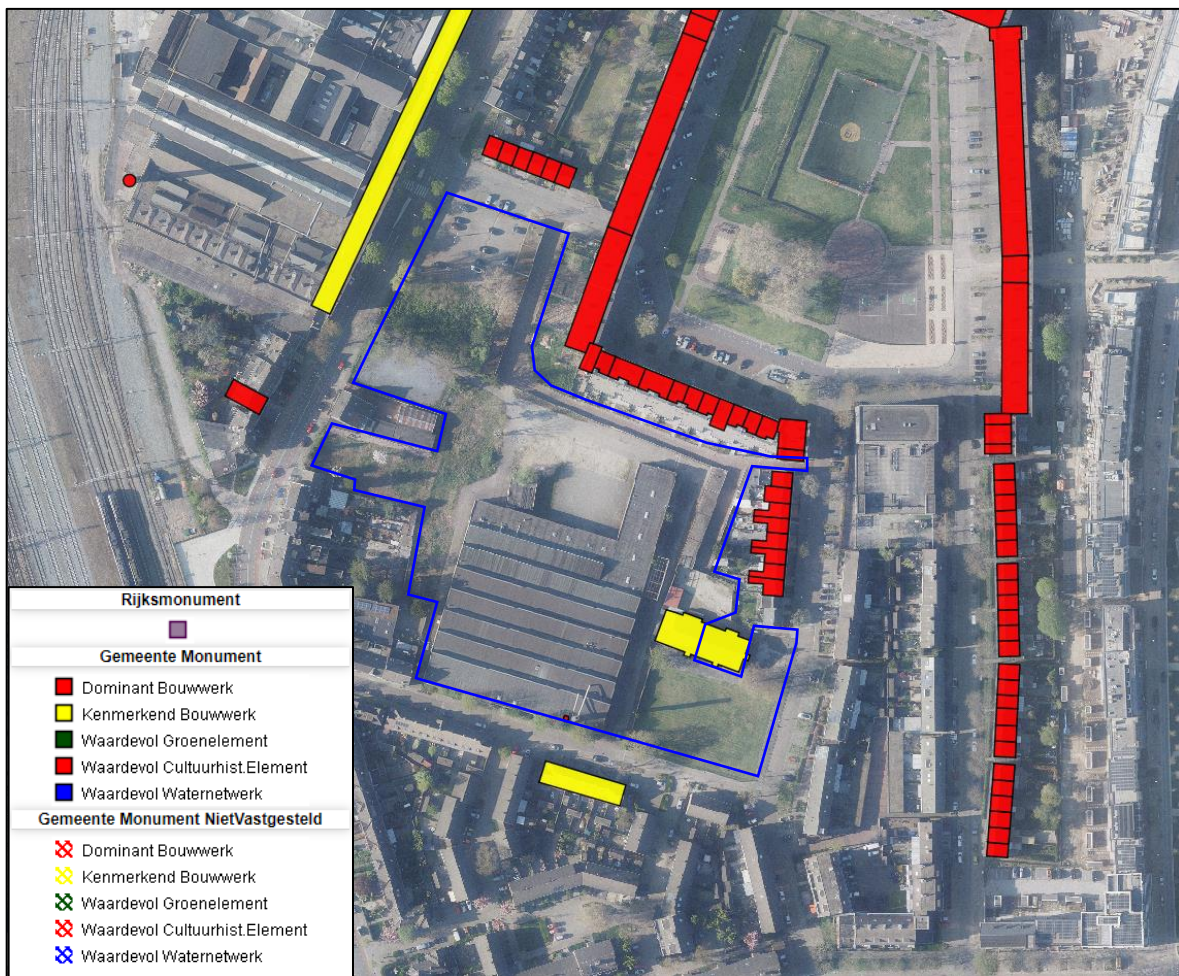 Rijksmonument
Gemeente Monument
Dominant Bouwwerk
Kenmerkend Bouwwerk
Waardevol Groenelement
Waardevol Cultuurhist.Element
Waardevol Waternetwerk
Gemeente Monument NietVastgesteld
Dominant Bouwwerk
Kenmerkend Bouwwerk
Waardevol Groenelement
Waardevol Cultuurhist.Element
Waardevol Waternetwerk